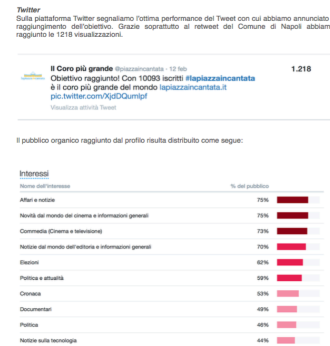 Twitter
Sulla piattaforma Twitter segnaliamo l'ottima performance del Tweet con cui abbiamo annunciato
raggiungimento dell'obiettivo. Grazie soprattutto al retweet del Comune di Napoli abbiam
raggiunto le 1218 visualizzazioni.
Il Coro più grande @piazzaincantata · 12 feb 1.218
Obiettivo raggiunto! Con 10093 iscritti #lapiazzaincantata
è il coro più grande del mondo lapiazzaincantata.it
pic.twitter.com/XjdDQumIpf
Visualizza attività Tweet
Il pubblico organico raggiunto dal profilo risulta distribuito come segue:
Interessi
Nome dell'interesse % del pubblico
Affari e notizie 75%
Novità dal mondo del cinema e informazioni generali 75%
Commedia (Cinema e televisione) 73%
Notizie dal mondo dell'editoria e informazioni generali 70%
Elezioni 62%
Politica e attualità 59%
Cronaca 53%
Documentari 49%
Politica 46%
Notizie sulla tecnologia 44%